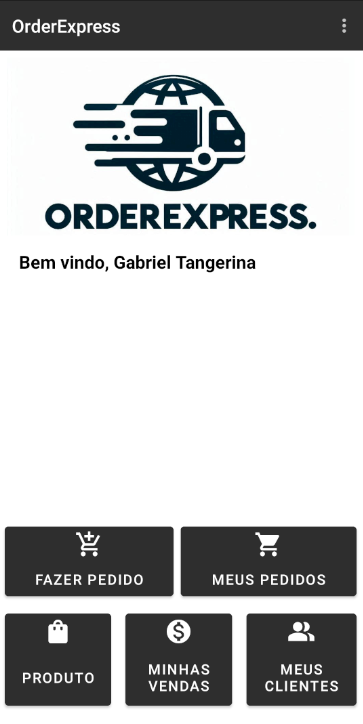 OrderExpress
ORDEREXPRESS.
Bem vindo, Gabriel Tangerina
FAZER PEDIDO
MEUS PEDIDOS
PRODUTO
MINHAS
VENDAS
MEUS
CLIENTES